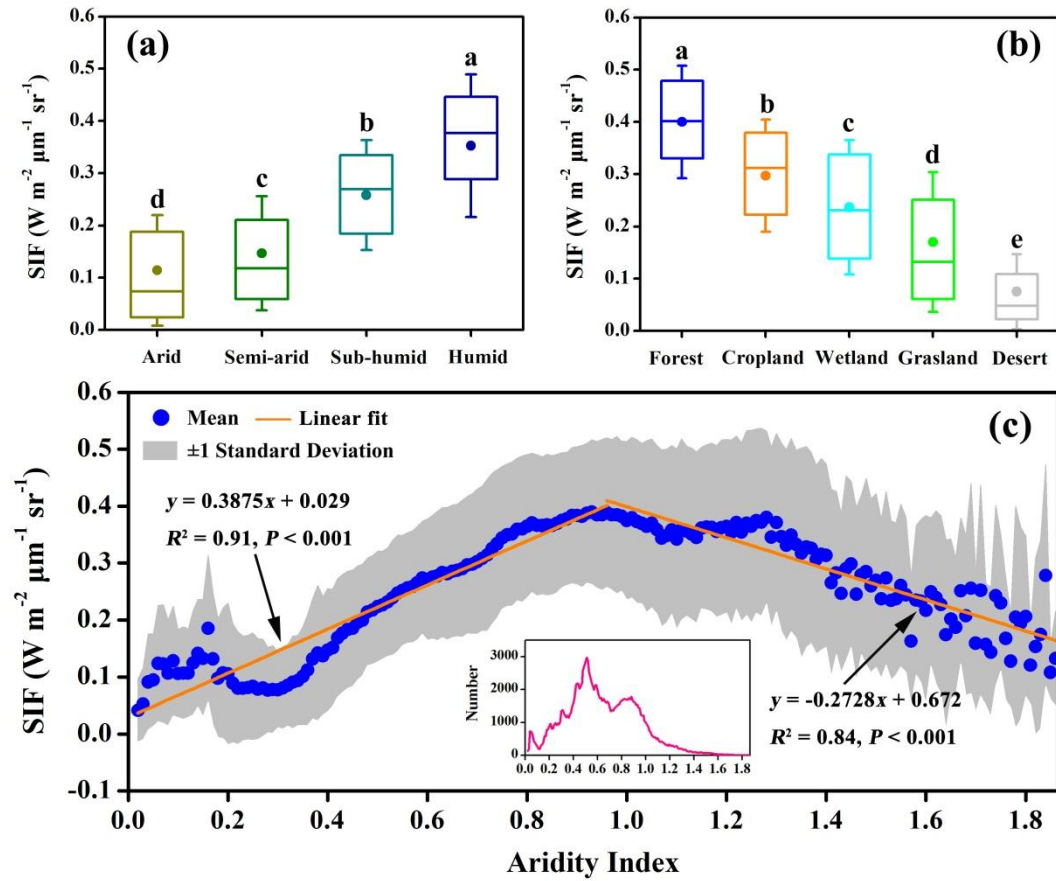 (a)
SIF (W m⁻² μm⁻¹ sr⁻¹)
0.6
0.5
0.4
0.3
0.2
0.1
0.0
d
c
b
a
Arid Semi-arid Sub-humid Humid
(b)
SIF (W m⁻² μm⁻¹ sr⁻¹)
0.6
0.5
0.4
0.3
0.2
0.1
0.0
a
b
c
d
e
Forest Cropland Wetland Grasland Desert
(c)
SIF (W m⁻² μm⁻¹ sr⁻¹)
0.6
0.5
0.4
0.3
0.2
0.1
0.0
-0.1
Mean Linear fit
±1 Standard Deviation
y = 0.3875x + 0.029
R² = 0.91, P < 0.001
y = -0.2728x + 0.672
R² = 0.84, P < 0.001
Number
3000
2000
1000
0
0.0 0.2 0.4 0.6 0.8 1.0 1.2 1.4 1.6 1.8
0.0 0.2 0.4 0.6 0.8 1.0 1.2 1.4 1.6 1.8
Aridity Index